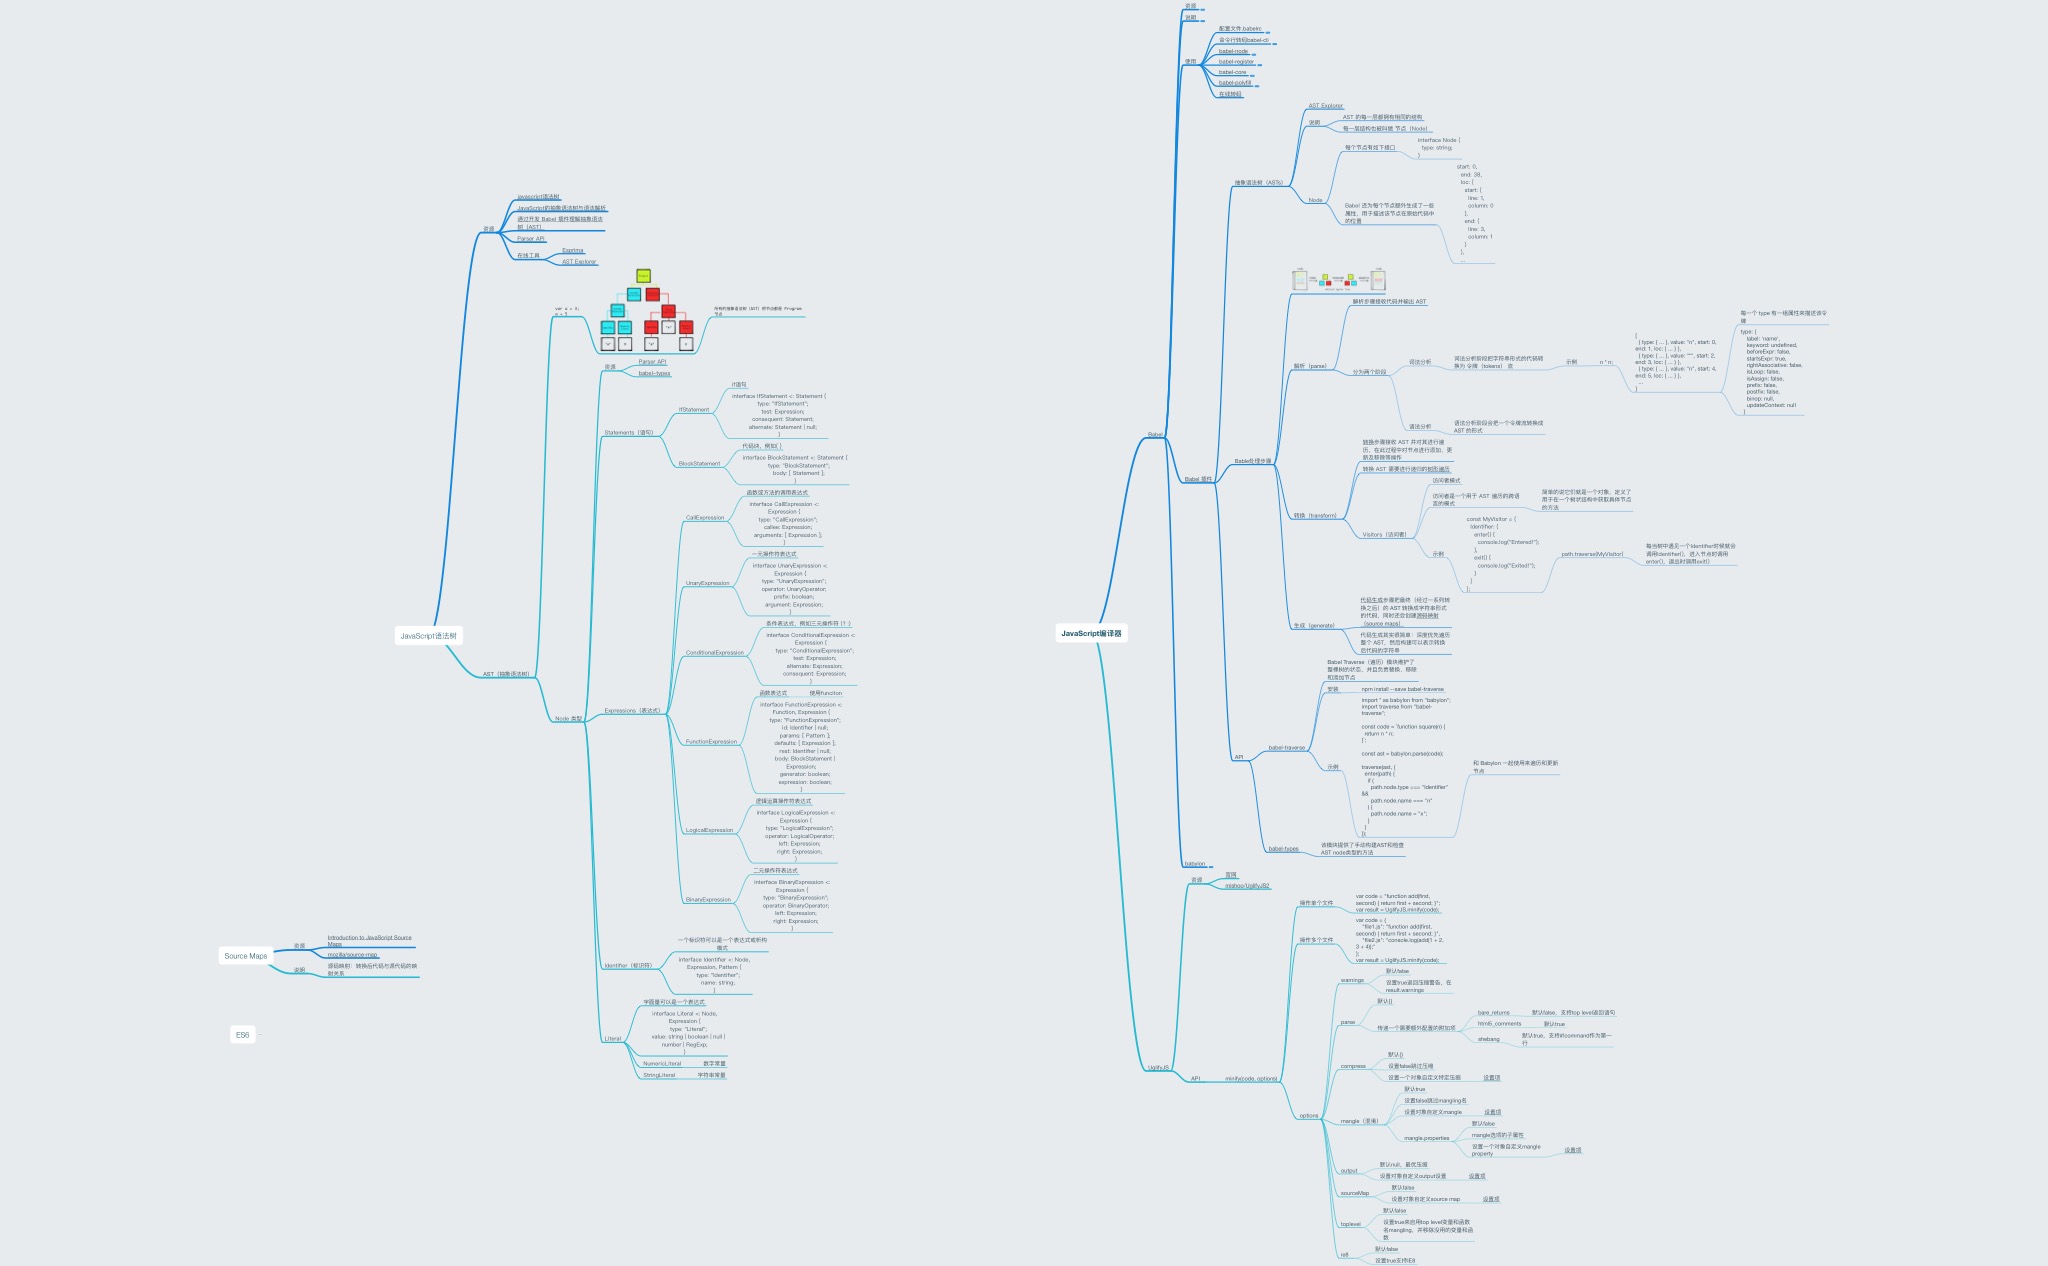 JavaScript语法树
资源
javascript语法树
JavaScript的抽象语法树与语法解析
通过开发 Babel 插件理解抽象语法
树（AST）
Parser API
在线工具
Esprima
AST Explorer
AST（抽象语法树）
Node 类型
资源
Parser API
babel-types
Statements（语句）
IfStatement
if语句
interface IfStatement <: Statement {
type: "IfStatement";
test: Expression;
consequent: Statement;
alternate: Statement | null;
}
BlockStatement
代码块，例如{ }
interface BlockStatement <: Statement {
type: "BlockStatement";
body: [ Statement ];
}
Expressions（表达式）
CallExpression
函数或方法的调用表达式
interface CallExpression <:
Expression {
type: "CallExpression";
callee: Expression;
arguments: [ Expression ];
}
UnaryExpression
一元操作符表达式
interface UnaryExpression <:
Expression {
type: "UnaryExpression";
operator: UnaryOperator;
prefix: boolean;
argument: Expression;
}
ConditionalExpression
条件表达式，例如三元操作符 (? :)
interface ConditionalExpression <:
Expression {
type: "ConditionalExpression";
test: Expression;
alternate: Expression;
consequent: Expression;
}
FunctionExpression
函数表达式
使用funciton
interface FunctionExpression <:
Function, Expression {
type: "FunctionExpression";
id: Identifier | null;
params: [ Pattern ];
defaults: [ Expression ];
rest: Identifier | null;
body: BlockStatement |
Expression;
generator: boolean;
expression: boolean;
}
LogicalExpression
逻辑运算操作符表达式
interface LogicalExpression <:
Expression {
type: "LogicalExpression";
operator: LogicalOperator;
left: Expression;
right: Expression;
}
BinaryExpression
二元操作符表达式
interface BinaryExpression <:
Expression {
type: "BinaryExpression";
operator: BinaryOperator;
left: Expression;
right: Expression;
}
Identifier（标识符）
一个标识符可以是一个表达式或析构
模式
interface Identifier <: Node,
Expression, Pattern {
type: "Identifier";
name: string;
}
Literal
字面量可以是一个表达式
interface Literal <: Node,
Expression {
type: "Literal";
value: string | boolean | null |
number | RegExp;
}
NumericLiteral
数字常量
StringLiteral
字符串常量
Source Maps
资源
Introduction to JavaScript Source
Maps
mozilla/source-map
说明
源码映射：转换后代码与源代码的映
射关系
ES6
JavaScript编译器
Babel
资源
说明
使用
配置文件.babelrc
命令行转码babel-cli
babel-node
babel-register
babel-core
babel-polyfill
在线转码
Babel 插件
抽象语法树（ASTs）
AST Explorer
说明
AST 的每一层都拥有相同的结构
每一层结构也被叫做 节点（Node）
Node
每个节点有如下接口
interface Node {
type: string;
}
Babel 还为每个节点额外生成了一些
属性，用于描述该节点在原始代码中
的位置
start: 0,
end: 38,
loc: {
start: {
line: 1,
column: 0
},
end: {
line: 3,
column: 1
}
},
...
Bable处理步骤
解析（parse）
解析步骤接收代码并输出 AST
分为两个阶段
词法分析
词法分析阶段把字符串形式的代码转
换为 令牌（tokens） 流
示例
n * n;
[
{ type: { ... }, value: "n", start: 0,
end: 1, loc: { ... } },
{ type: { ... }, value: "*", start: 2,
end: 3, loc: { ... } },
{ type: { ... }, value: "n", start: 4,
end: 5, loc: { ... } },
...
]
每一个 type 有一组属性来描述该令
牌
type: {
label: 'name',
keyword: undefined,
beforeExpr: false,
startsExpr: true,
rightAssociative: false,
isLoop: false,
isAssign: false,
prefix: false,
postfix: false,
binop: null,
updateContext: null
}
语法分析
语法分析阶段会把一个令牌流转换成
AST 的形式
转换（transform）
转换步骤接收 AST 并对其进行遍
历，在此过程中对节点进行添加、更
新及移除等操作
转换 AST 需要进行递归的树形遍历
Visitors（访问者）
访问者模式
访问者是一个用于 AST 遍历的跨语
言的模式
简单的说它们就是一个对象，定义了
用于在一个树状结构中获取具体节点
的方法
示例
const MyVisitor = {
Identifier: {
enter() {
console.log("Entered!");
},
exit() {
console.log("Exited!");
}
}
};
path.traverse(MyVisitor)
每当树中遇见一个Identifier时候就会
调用Identifier()，进入节点时调用
enter()，退出时调用exit()
生成（generate）
代码生成步骤把最终（经过一系列转
换之后）的 AST 转换成字符串形式
的代码，同时还会创建源码映射
（source maps）
代码生成其实很简单：深度优先遍历
整个 AST，然后构建可以表示转换
后代码的字符串
API
babel-traverse
Babel Traverse（遍历）模块维护了
整棵树的状态，并且负责替换、移除
和添加节点
安装
npm install --save babel-traverse
示例
import * as babylon from "babylon";
import traverse from "babel-
traverse";
const code = `function square(n) {
return n * n;
}`;
const ast = babylon.parse(code);
traverse(ast, {
enter(path) {
if (
path.node.type === "Identifier"
&&
path.node.name === "n"
) {
path.node.name = "x";
}
}
});
和 Babylon 一起使用来遍历和更新
节点
babel-types
该模块提供了手动构建AST和检查
AST node类型的方法
babylon
UglifyJS
资源
官网
mishoo/UglifyJS2
API
minify(code, options)
操作单个文件
var code = "function add(first,
second) { return first + second; }";
var result = UglifyJS.minify(code);
操作多个文件
var code = {
"file1.js": "function add(first,
second) { return first + second; }",
"file2.js": "console.log(add(1 + 2,
3 + 4));"
};
var result = UglifyJS.minify(code);
options
warnings
默认false
设置true返回压缩警告，在
result.warnings
parse
默认{}
传递一个需要额外配置的附加项
bare_returns
默认false，支持top level返回语句
html5_comments
默认true
shebang
默认true，支持#!command作为第一
行
compress
默认{}
设置false跳过压缩
设置一个对象自定义特定压缩
设置项
mangle（混淆）
默认true
设置false跳过mangling名
设置对象自定义mangle
设置项
mangle.properties
默认false
mangle选项的子属性
设置一个对象自定义mangle
property
设置项
output
默认null，最优压缩
设置对象自定义output设置
设置项
sourceMap
默认false
设置对象自定义source map
设置项
toplevel
默认false
设置true来启用top level变量和函数
名mangling，并移除没用的变量和函
数
ie8
默认false
设置true支持IE8